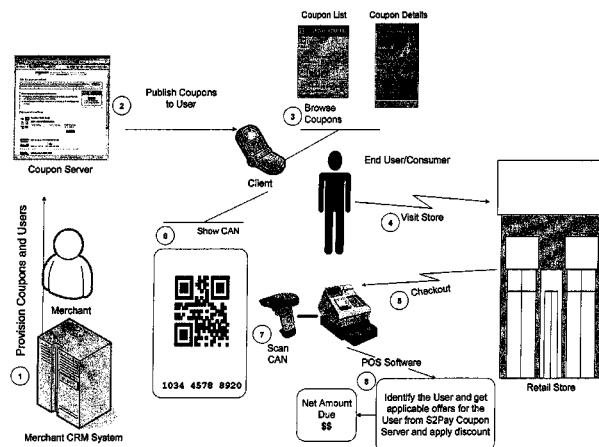 Coupon List
Coupon Details
2
Publish Coupons
to User
3
Browse
Coupons
Coupon Server
Client
End User/Consumer
4
Visit Store
Provision Coupons and Users
6
Show CAN
Merchant
5
Checkout
7
Scan
CAN
1034 4578 8920
POS Software
8
1
Merchant CRM System
Net Amount
Due
$$
Identify the User and get
applicable offers for the
User from S2Pay Coupon
Server and apply discount
Retail Store